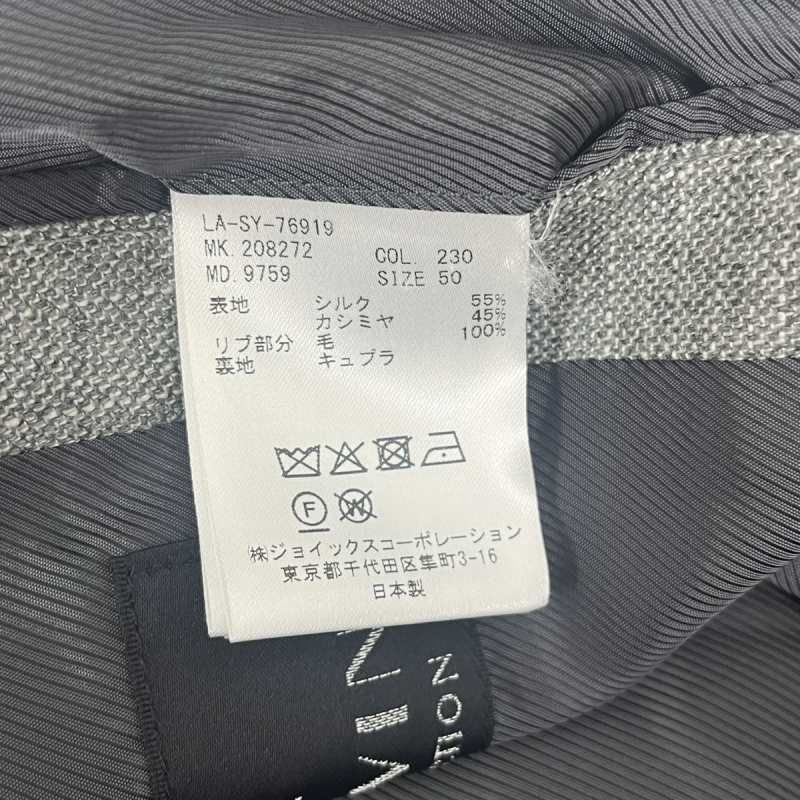 LA-SY-76919
MK. 208272 COL. 230
MD. 9759 SIZE 50
表地 シルク 55%
カシミヤ 45%
リブ部分 毛 100%
裏地 キュプラ
F W
㈱ジョイックスコーポレーション
東京都千代田区隼町3-16
日本製